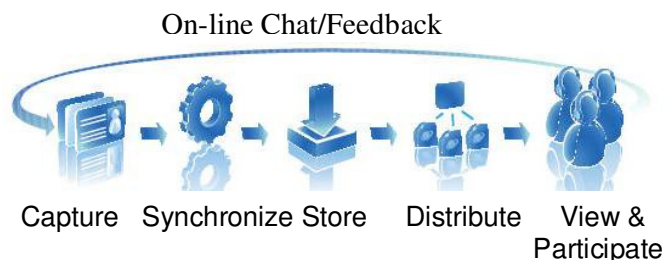 On-line Chat/Feedback
Capture Synchronize Store Distribute View &
Participate